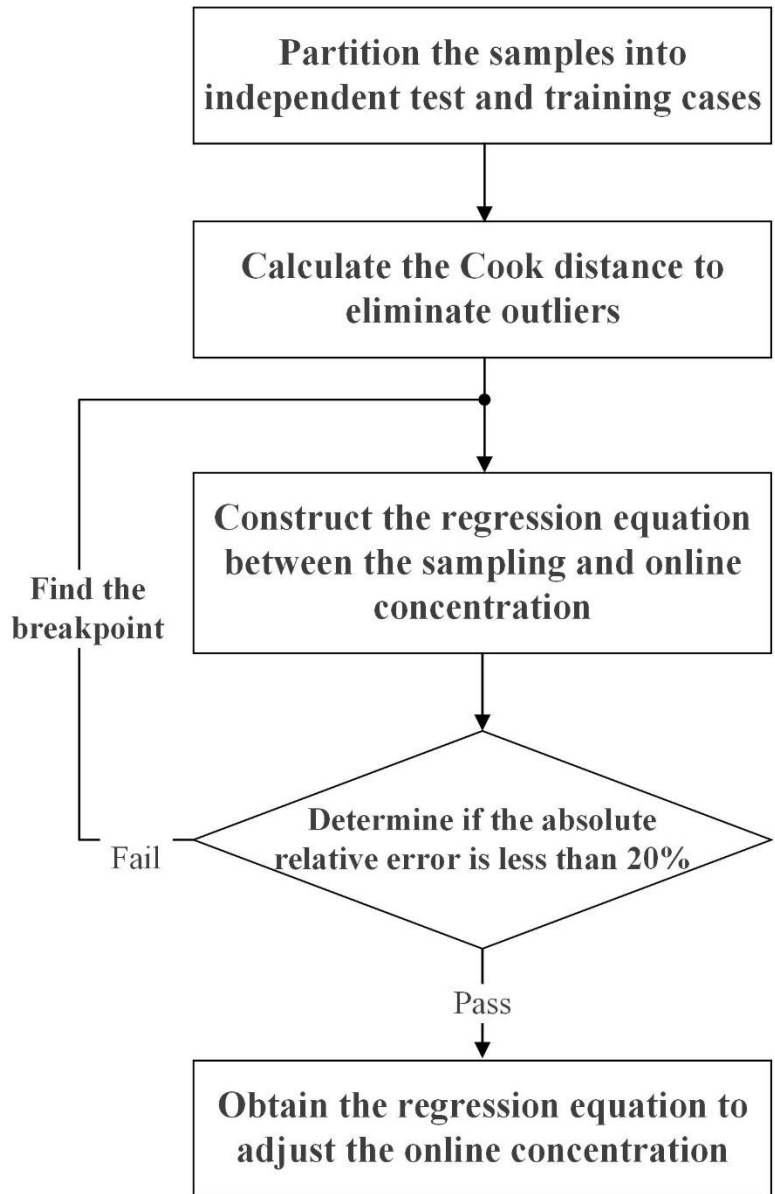 Partition the samples into
independent test and training cases
Calculate the Cook distance to
eliminate outliers
Construct the regression equation
between the sampling and online
concentration
Find the
breakpoint
Determine if the absolute
relative error is less than 20%
Fail
Pass
Obtain the regression equation to
adjust the online concentration